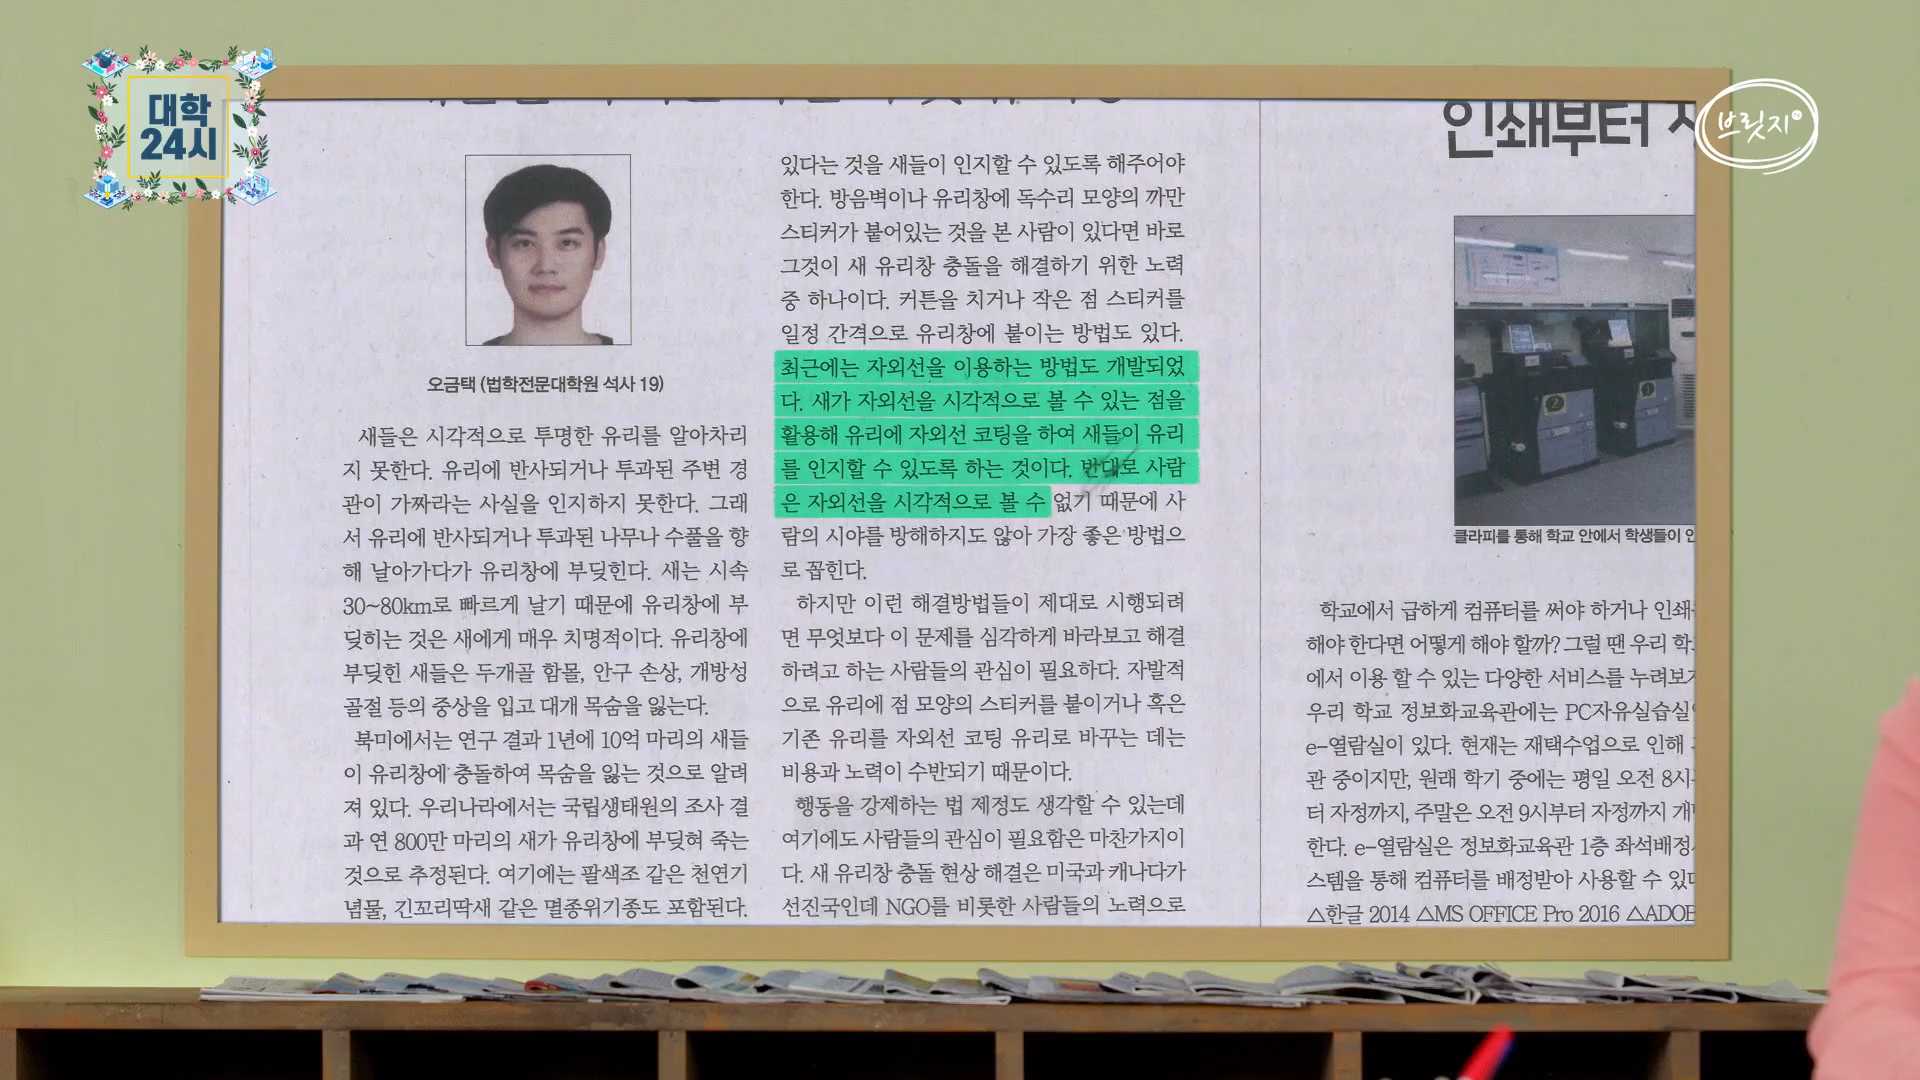 대학
24시
브릿지
오금택 (법학전문대학원 석사 19)
새들은 시각적으로 투명한 유리를 알아차리
지 못한다. 유리에 반사되거나 투과된 주변 경
관이 가짜라는 사실을 인지하지 못한다. 그래
서 유리에 반사되거나 투과된 나무나 수풀을 향
해 날아가다가 유리창에 부딪힌다. 새는 시속
30~80km로 빠르게 날기 때문에 유리창에 부
딪히는 것은 새에게 매우 치명적이다. 유리창에
부딪힌 새들은 두개골 함몰, 안구 손상, 개방성
골절 등의 중상을 입고 대개 목숨을 잃는다.
북미에서는 연구 결과 1년에 10억 마리의 새들
이 유리창에 충돌하여 목숨을 잃는 것으로 알려
져 있다. 우리나라에서는 국립생태원의 조사 결
과 연 800만 마리의 새가 유리창에 부딪혀 죽는
것으로 추정된다. 여기에는 팔색조 같은 천연기
념물, 긴꼬리딱새 같은 멸종위기종도 포함된다.
있다는 것을 새들이 인지할 수 있도록 해주어야
한다. 방음벽이나 유리창에 독수리 모양의 까만
스티커가 붙어있는 것을 본 사람이 있다면 바로
그것이 새 유리창 충돌을 해결하기 위한 노력
중 하나이다. 커튼을 치거나 작은 점 스티커를
일정 간격으로 유리창에 붙이는 방법도 있다.
최근에는 자외선을 이용하는 방법도 개발되었
다. 새가 자외선을 시각적으로 볼 수 있는 점을
활용해 유리에 자외선 코팅을 하여 새들이 유리
를 인지할 수 있도록 하는 것이다. 반대로 사람
은 자외선을 시각적으로 볼 수 없기 때문에 사
람의 시야를 방해하지도 않아 가장 좋은 방법으
로 꼽힌다.
하지만 이런 해결방법들이 제대로 시행되려
면 무엇보다 이 문제를 심각하게 바라보고 해결
하려고 하는 사람들의 관심이 필요하다. 자발적
으로 유리에 점 모양의 스티커를 붙이거나 혹은
기존 유리를 자외선 코팅 유리로 바꾸는 데는
비용과 노력이 수반되기 때문이다.
행동을 강제하는 법 제정도 생각할 수 있는데
여기에도 사람들의 관심이 필요함은 마찬가지이
다. 새 유리창 충돌 현상 해결은 미국과 캐나다가
선진국인데 NGO를 비롯한 사람들의 노력으로
인쇄부터
클라피를 통해 학교 안에서 학생들이
학교에서 급하게 컴퓨터를 써야 하거나 인쇄
해야 한다면 어떻게 해야 할까? 그럴 땐 우리 학
에서 이용 할 수 있는 다양한 서비스를 누려보
우리 학교 정보화교육관에는 PC자유실습실
e-열람실이 있다. 현재는 재택수업으로 인해
관 중이지만, 원래 학기 중에는 평일 오전 8시
터 자정까지, 주말은 오전 9시부터 자정까지 개
한다. e-열람실은 정보화교육관 1층 좌석배정
스템을 통해 컴퓨터를 배정받아 사용할 수 있
△한글 2014 △MS OFFICE Pro 2016 △ADOB